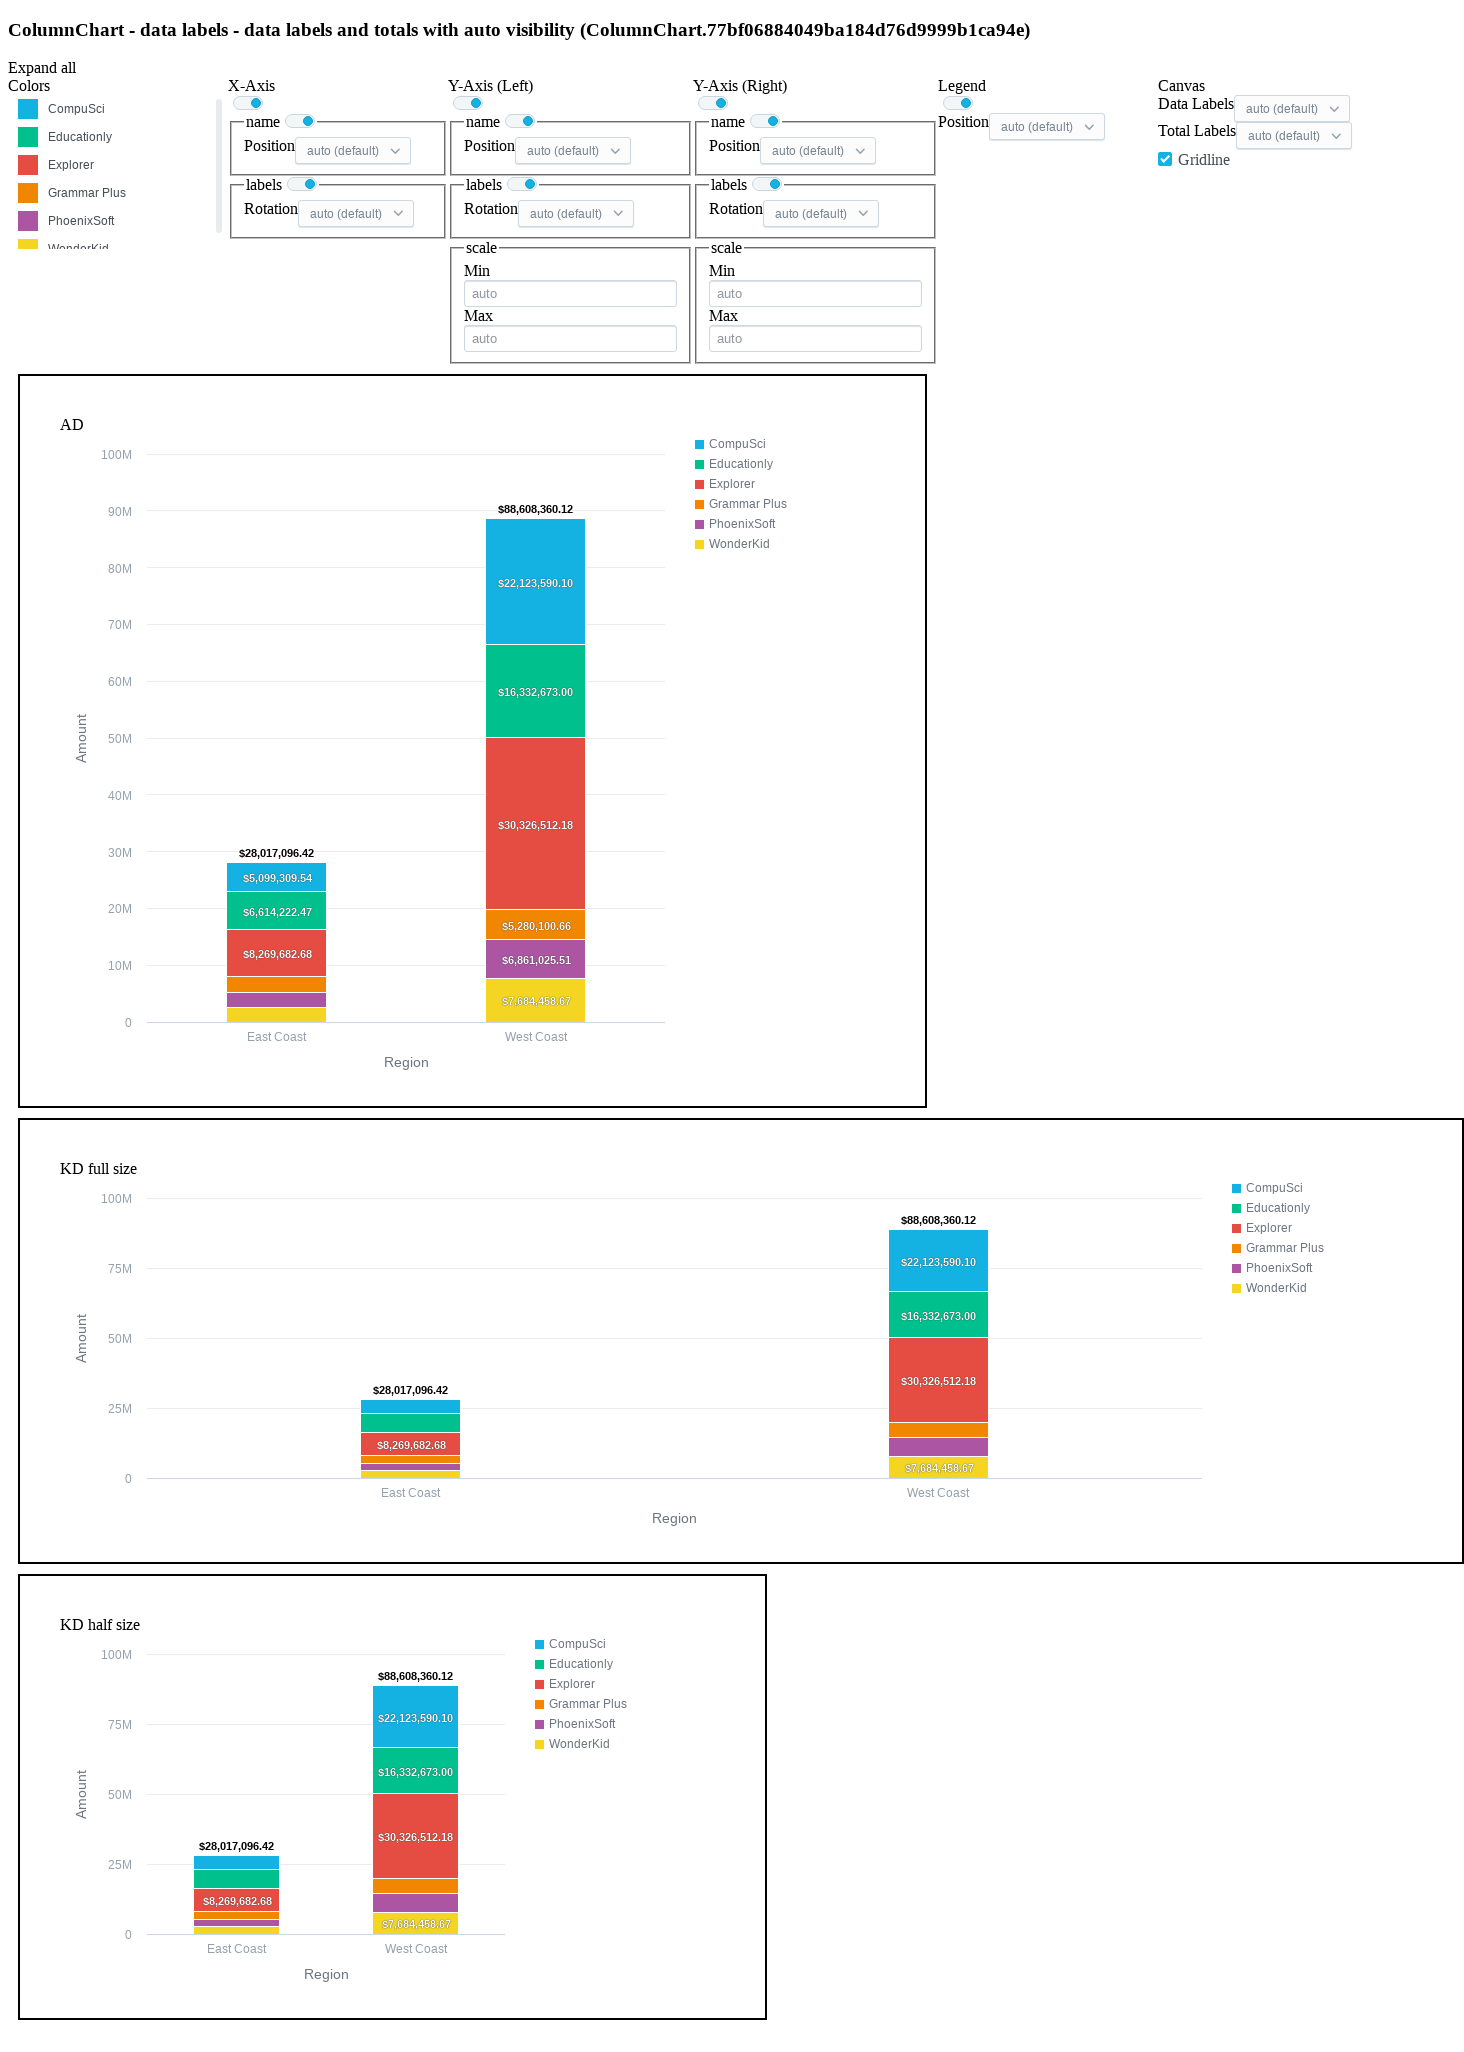 ColumnChart - data labels - data labels and totals with auto visibility (ColumnChart.77bf06884049ba184d76d9999b1ca94e)
Expand all
Colors
CompuSci
Educationly
Explorer
Grammar Plus
PhoenixSoft
WonderKid
X-Axis
name
Position auto (default)
labels
Rotation auto (default)
Y-Axis (Left)
name
Position auto (default)
labels
Rotation auto (default)
scale
Min
auto
Max
auto
Y-Axis (Right)
name
Position auto (default)
labels
Rotation auto (default)
scale
Min
auto
Max
auto
Legend
Position auto (default)
Canvas
Data Labels auto (default)
Total Labels auto (default)
Gridline
AD
100M
90M
80M
70M
60M
50M
40M
30M
20M
10M
0
Amount
$28,017,096.42
$5,099,309.54
$6,614,222.47
$8,269,682.68
$88,608,360.12
$22,123,590.10
$16,332,673.00
$30,326,512.18
$5,280,100.66
$6,861,025.51
$7,684,458.67
East Coast
West Coast
Region
CompuSci
Educationly
Explorer
Grammar Plus
PhoenixSoft
WonderKid
KD full size
100M
75M
50M
25M
0
Amount
$28,017,096.42
$8,269,682.68
$88,608,360.12
$22,123,590.10
$16,332,673.00
$30,326,512.18
$7,684,458.67
East Coast
West Coast
Region
CompuSci
Educationly
Explorer
Grammar Plus
PhoenixSoft
WonderKid
KD half size
100M
75M
50M
25M
0
Amount
$28,017,096.42
$8,269,682.68
$88,608,360.12
$22,123,590.10
$16,332,673.00
$30,326,512.18
$7,684,458.67
East Coast
West Coast
Region
CompuSci
Educationly
Explorer
Grammar Plus
PhoenixSoft
WonderKid